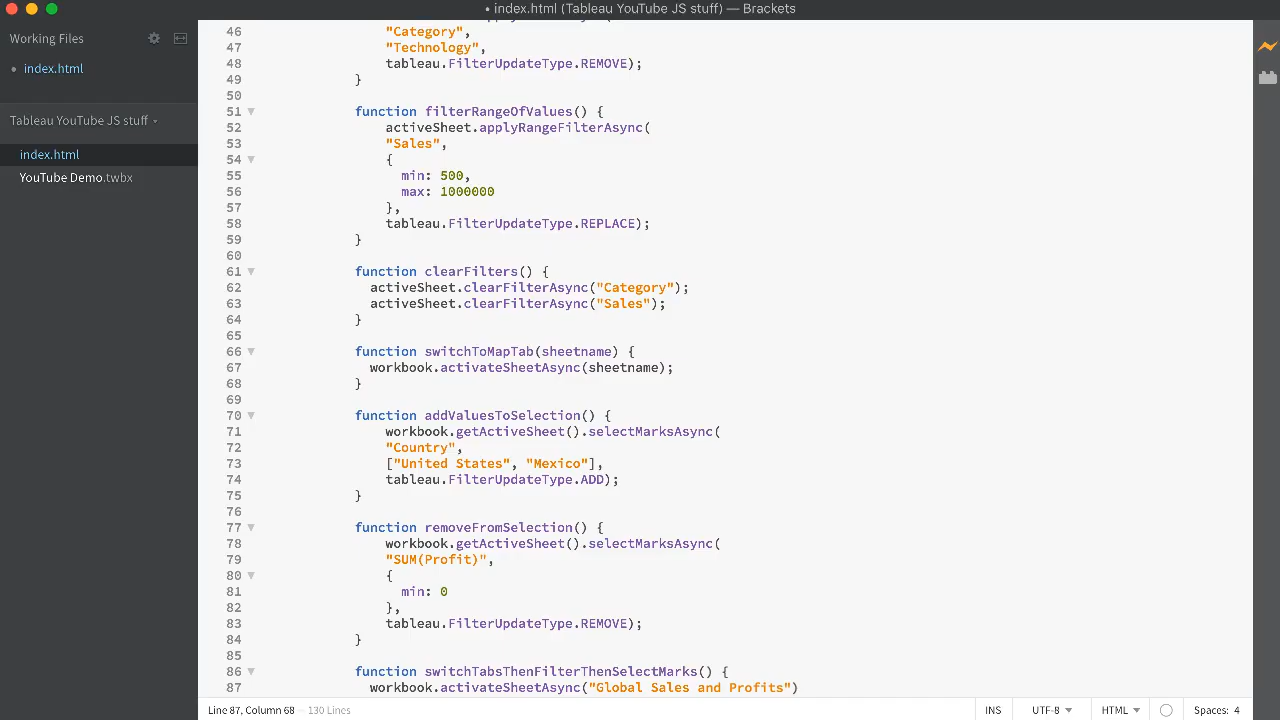 • index.html (Tableau YouTube JS stuff) — Brackets
Working Files
• index.html
Tableau YouTube JS stuff
index.html
YouTube Demo.twbx
46 "Category",
47 "Technology",
48 tableau.FilterUpdateType.REMOVE);
49 }
50
51 function filterRangeOfValues() {
52 activeSheet.applyRangeFilterAsync(
53 "Sales",
54 {
55 min: 500,
56 max: 1000000
57 },
58 tableau.FilterUpdateType.REPLACE);
59 }
60
61 function clearFilters() {
62 activeSheet.clearFilterAsync("Category");
63 activeSheet.clearFilterAsync("Sales");
64 }
65
66 function switchToMapTab(sheetname) {
67 workbook.activateSheetAsync(sheetname);
68 }
69
70 function addValuesToSelection() {
71 workbook.getActiveSheet().selectMarksAsync(
72 "Country",
73 ["United States", "Mexico"],
74 tableau.FilterUpdateType.ADD);
75 }
76
77 function removeFromSelection() {
78 workbook.getActiveSheet().selectMarksAsync(
79 "SUM(Profit)",
80 {
81 min: 0
82 },
83 tableau.FilterUpdateType.REMOVE);
84 }
85
86 function switchTabsThenFilterThenSelectMarks() {
87 workbook.activateSheetAsync("Global Sales and Profits")
Line 87, Column 68 — 130 Lines INS UTF-8 HTML Spaces: 4